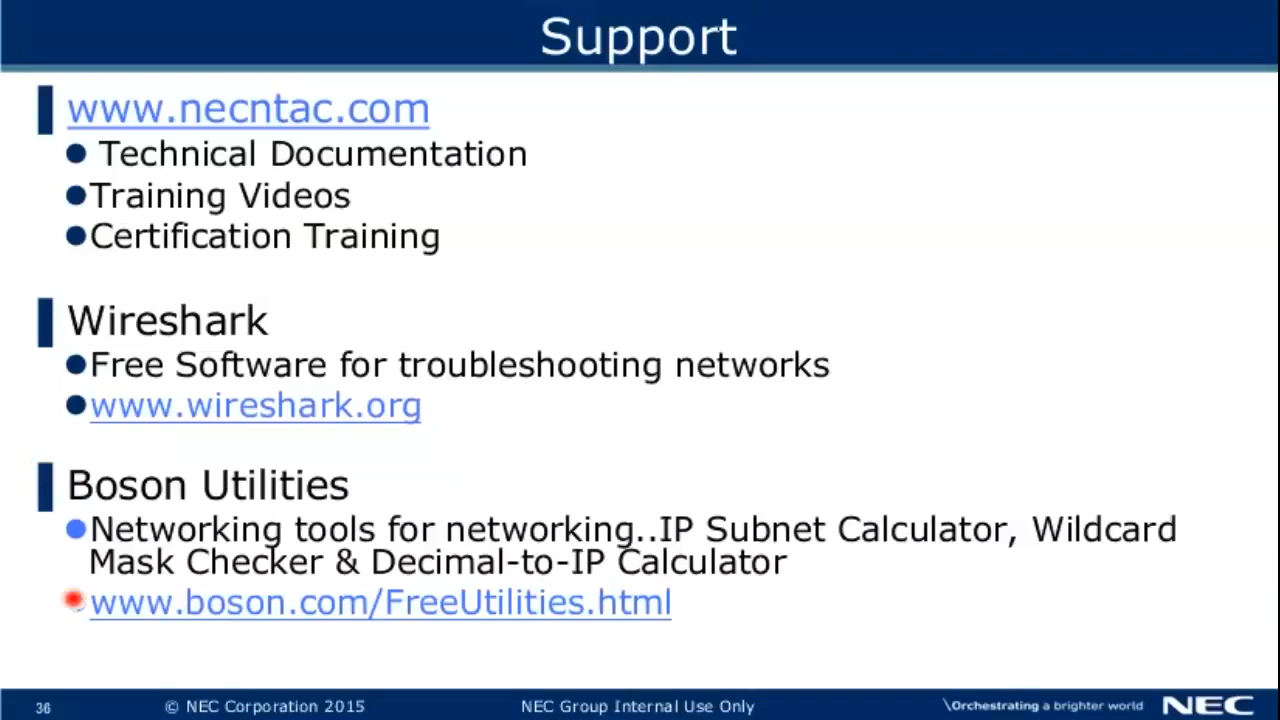 Support
www.necntac.com
Technical Documentation
Training Videos
Certification Training
Wireshark
Free Software for troubleshooting networks
www.wireshark.org
Boson Utilities
Networking tools for networking..IP Subnet Calculator, Wildcard
Mask Checker & Decimal-to-IP Calculator
www.boson.com/FreeUtilities.html
36 © NEC Corporation 2015 NEC Group Internal Use Only \Orchestrating a brighter world NEC